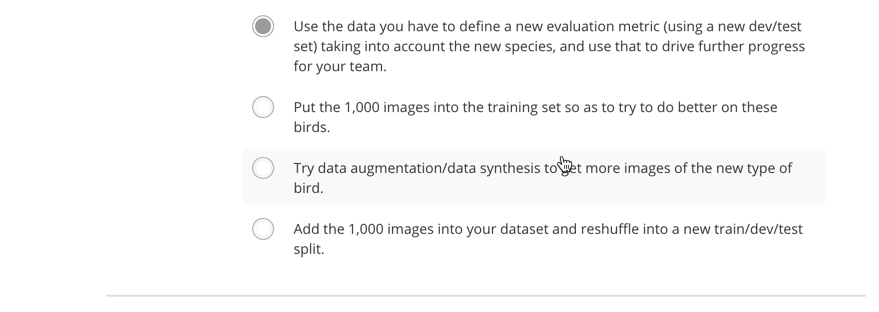 Use the data you have to define a new evaluation metric (using a new dev/test
set) taking into account the new species, and use that to drive further progress
for your team.
Put the 1,000 images into the training set so as to try to do better on these
birds.
Try data augmentation/data synthesis to get more images of the new type of
bird.
Add the 1,000 images into your dataset and reshuffle into a new train/dev/test
split.